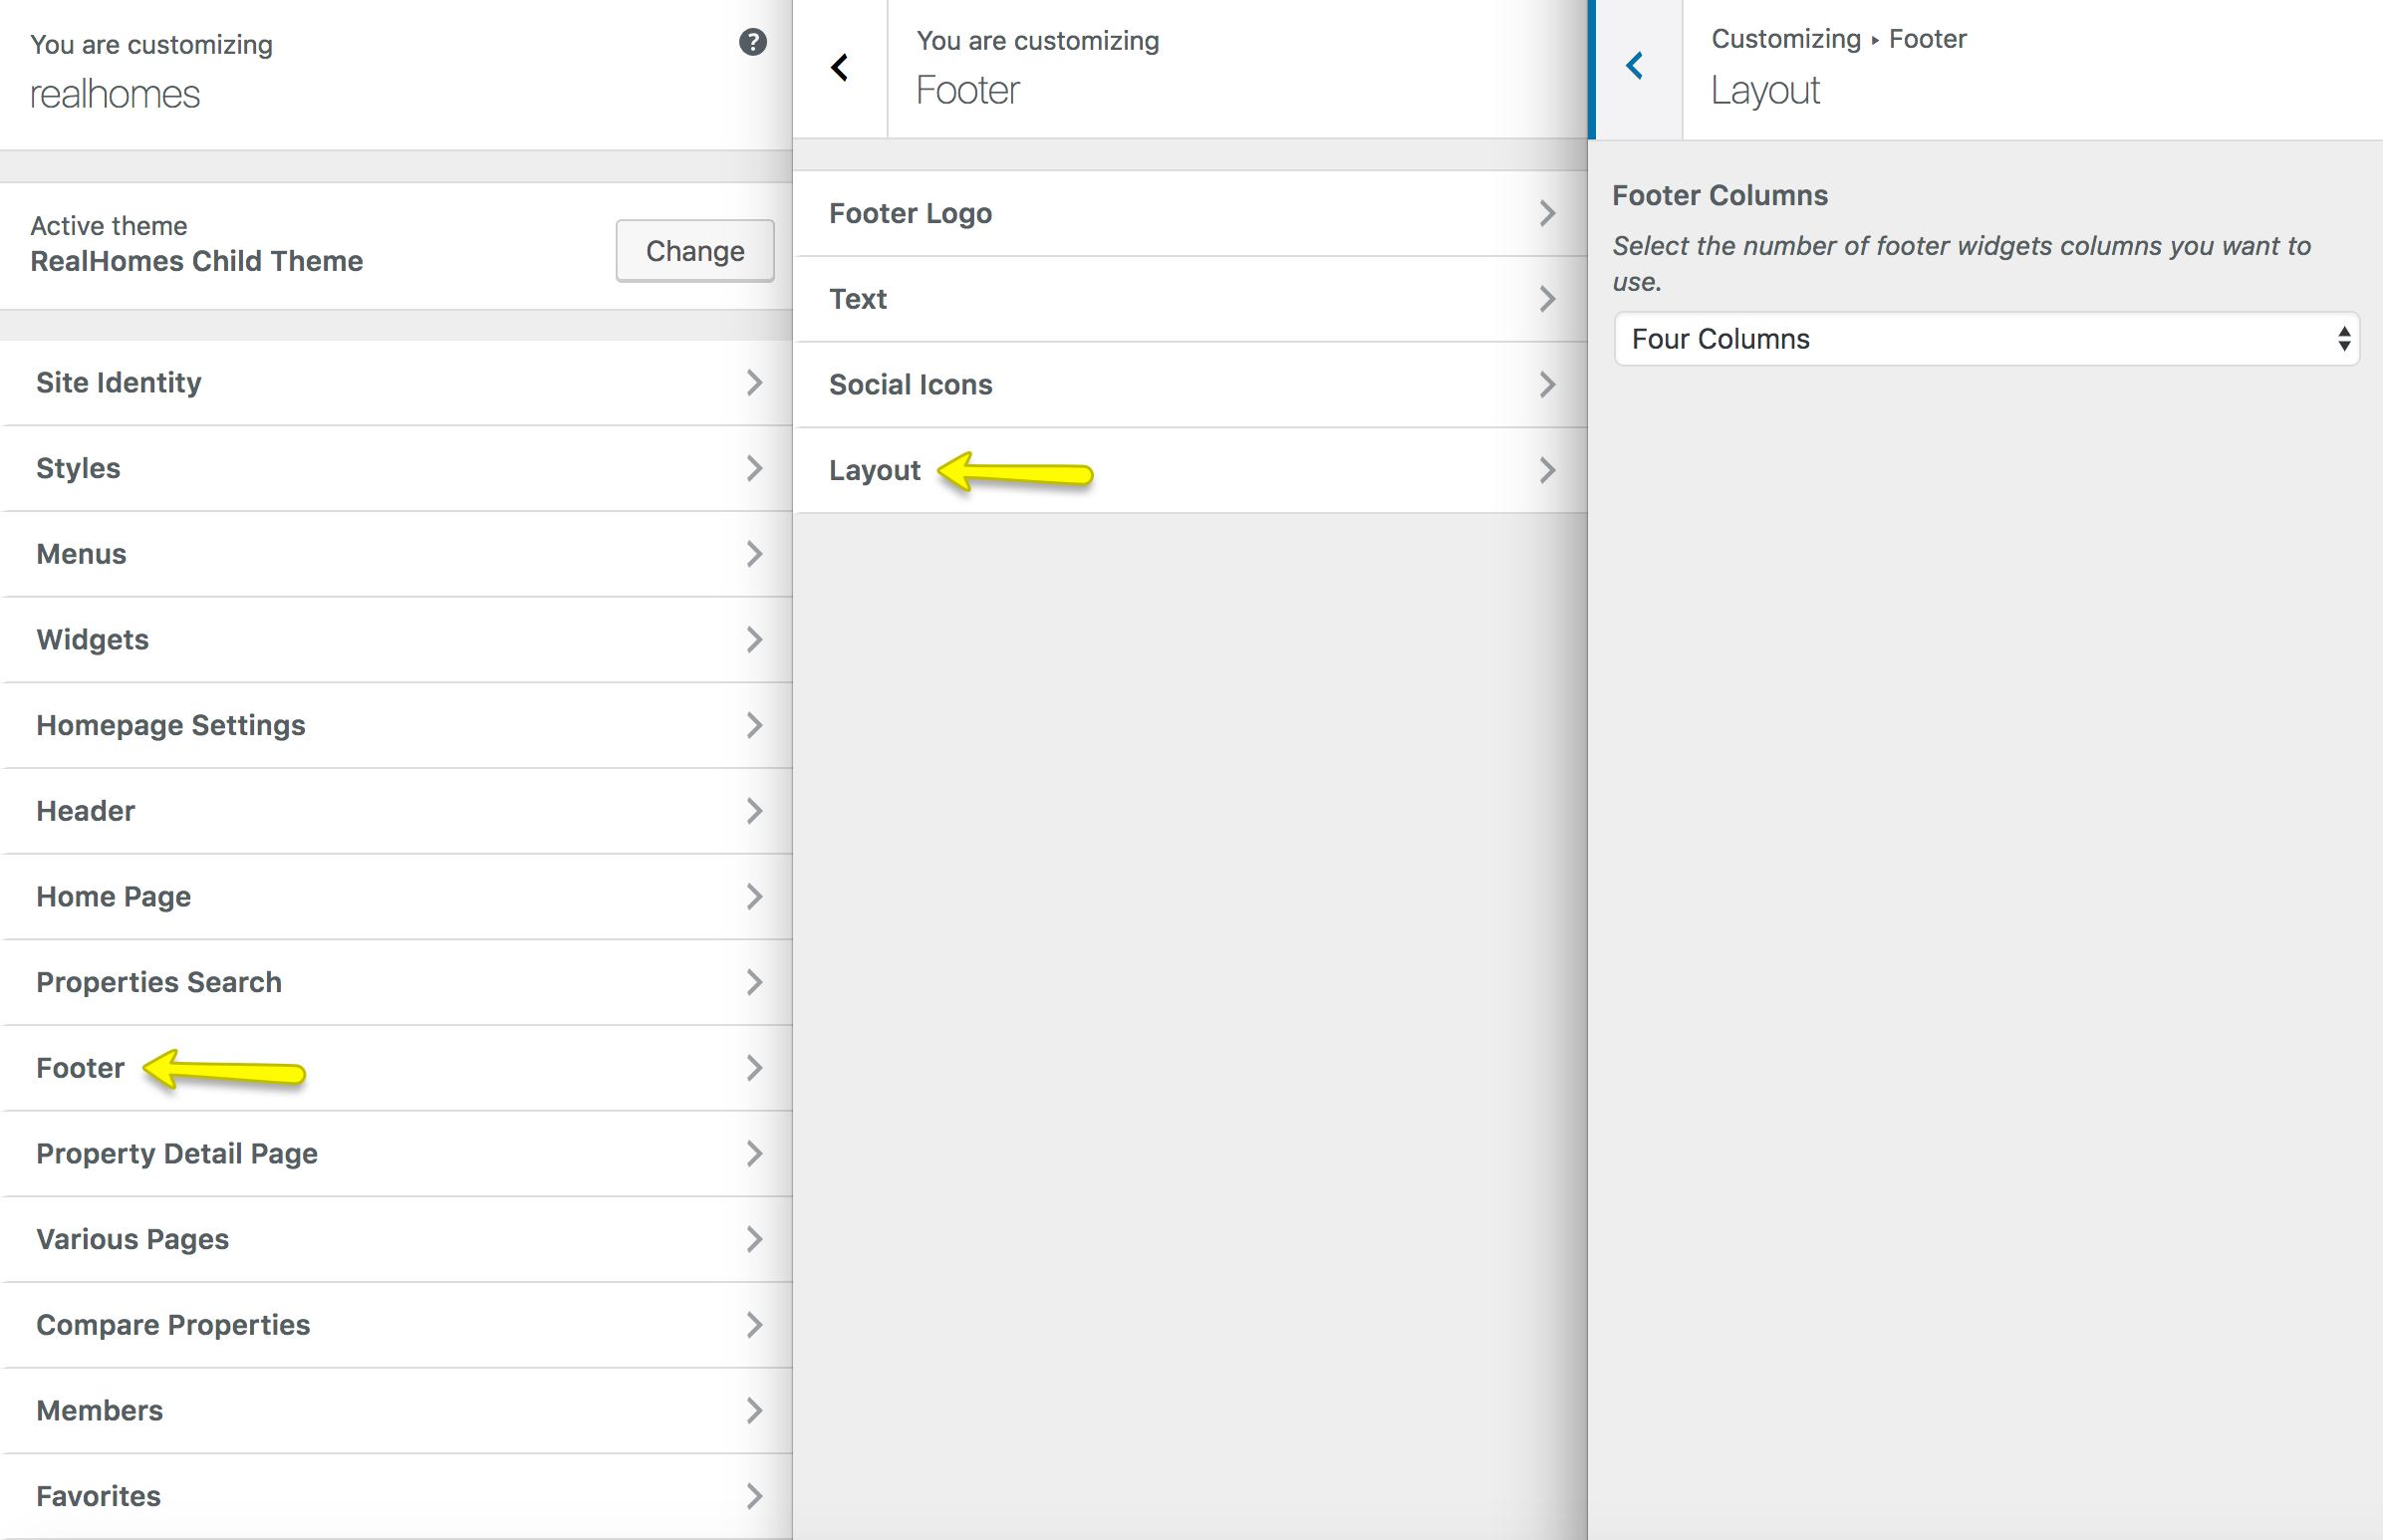 You are customizing
realhomes
Active theme
RealHomes Child Theme
Change
Site Identity
Styles
Menus
Widgets
Homepage Settings
Header
Home Page
Properties Search
Footer
Property Detail Page
Various Pages
Compare Properties
Members
Favorites
You are customizing
Footer
Footer Logo
Text
Social Icons
Layout
Customizing ▸ Footer
Layout
Footer Columns
Select the number of footer widgets columns you want to
use.
Four Columns